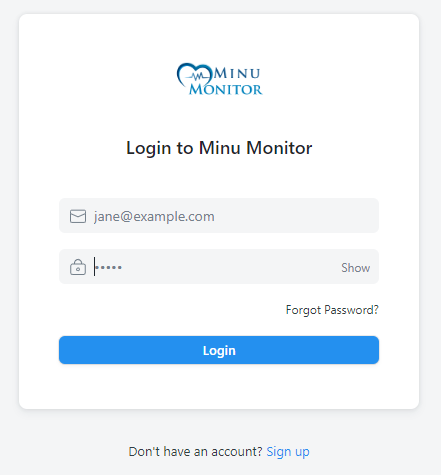 MINU
MONITOR
Login to Minu Monitor
jane@example.com
••••• Show
Forgot Password?
Login
Don't have an account? Sign up